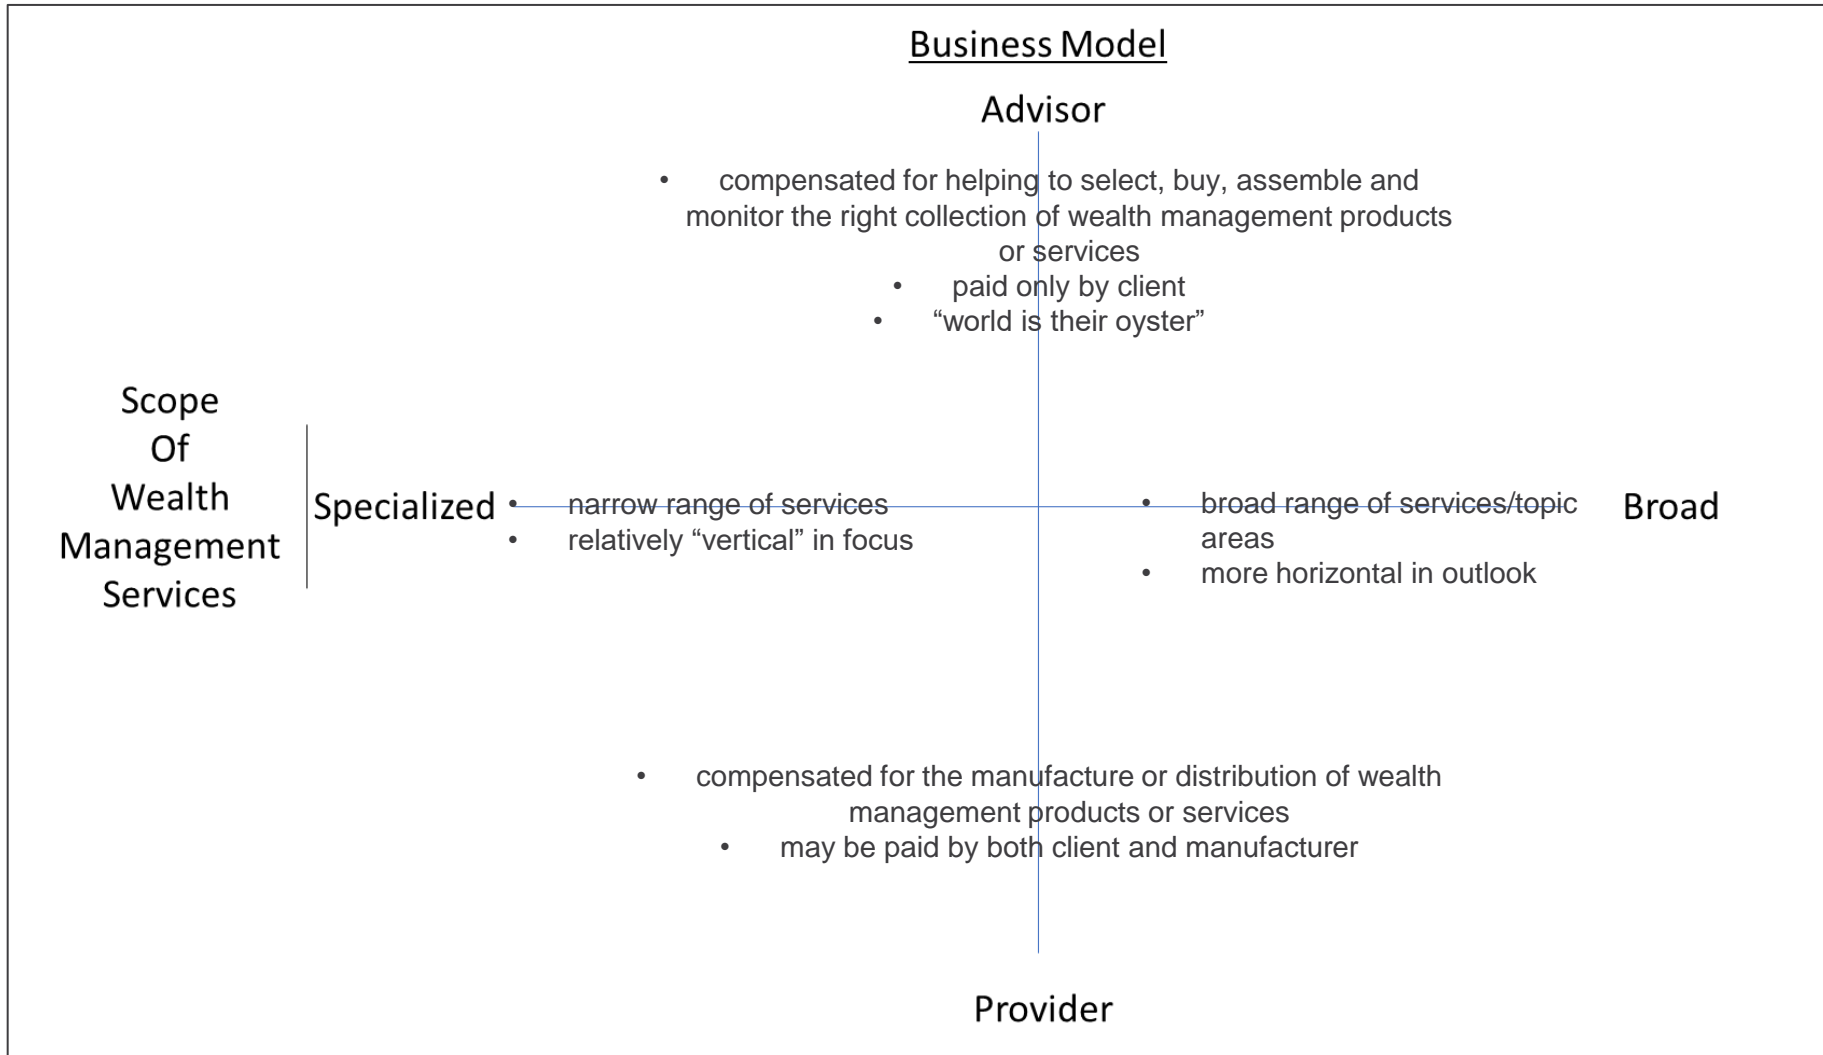 Business Model
Advisor
• compensated for helping to select, buy, assemble and
monitor the right collection of wealth management products
or services
• paid only by client
• “world is their oyster”
Scope
Of
Wealth
Management
Services
Specialized
• narrow range of services
• relatively “vertical” in focus
• broad range of services/topic
areas
• more horizontal in outlook
Broad
• compensated for the manufacture or distribution of wealth
management products or services
• may be paid by both client and manufacturer
Provider